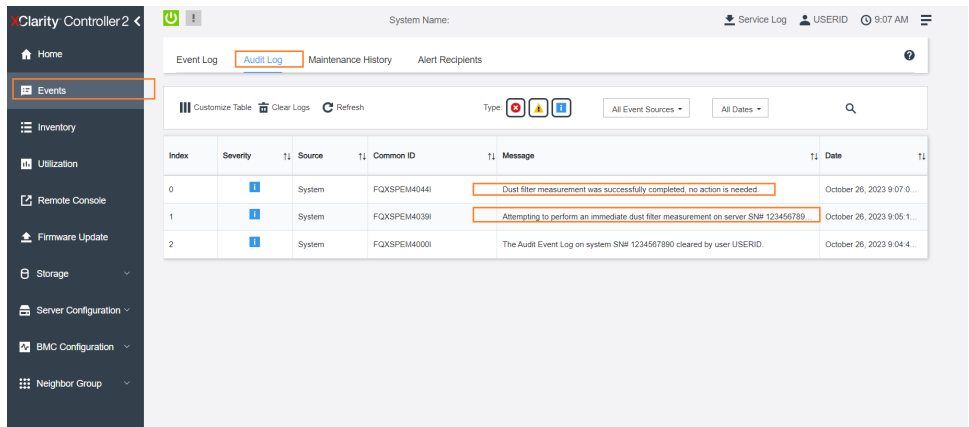 XClarity Controller 2
System Name:
Service Log
USERID
9:07 AM
Home
Events
Inventory
Utilization
Remote Console
Firmware Update
Storage
Server Configuration
BMC Configuration
Neighbor Group
Event Log Audit Log Maintenance History Alert Recipients
Customize Table Clear Logs Refresh Type: All Event Sources All Dates
Index Severity Source Common ID Message Date
0 System FQXSPEM4044I Dust filter measurement was successfully completed, no action is needed. October 26, 2023 9:07:0...
1 System FQXSPEM4039I Attempting to perform an immediate dust filter measurement on server SN# 123456789... October 26, 2023 9:05:1...
2 System FQXSPEM4000I The Audit Event Log on system SN# 1234567890 cleared by user USERID. October 26, 2023 9:04:4...